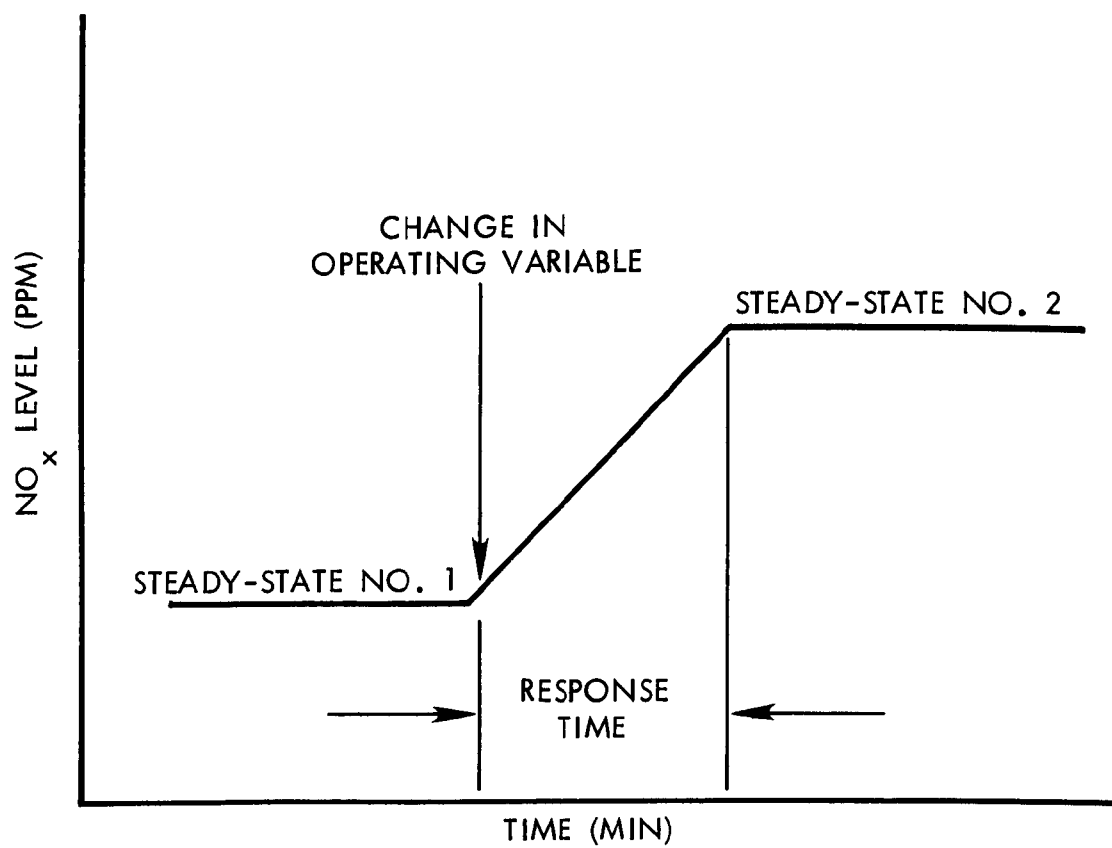 CHANGE IN
OPERATING VARIABLE
STEADY-STATE NO. 2
NOx LEVEL (PPM)
STEADY-STATE NO. 1
RESPONSE
TIME
TIME (MIN)